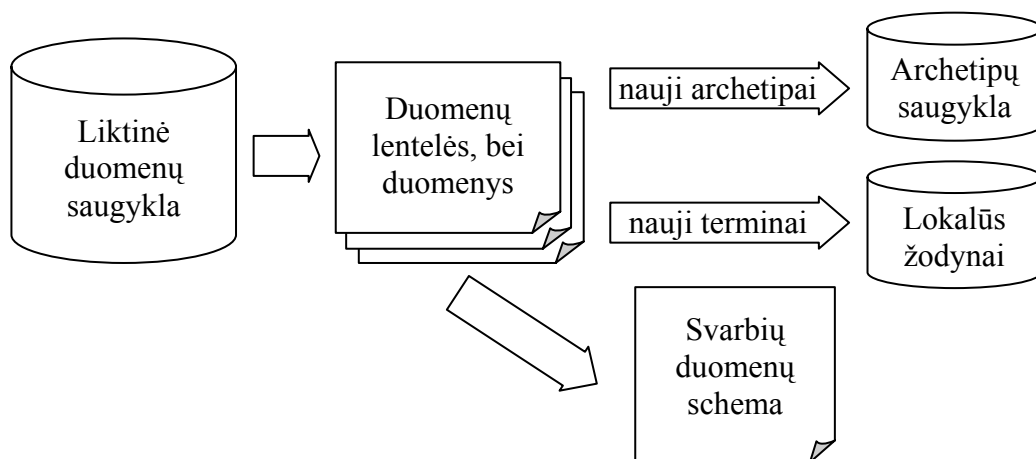 Liktinė
duomenų
saugykla
Duomenų
lentelės, bei
duomenys
nauji archetipai
Archetipų
saugykla
nauji terminai
Lokalūs
žodynai
Svarbių
duomenų
schema